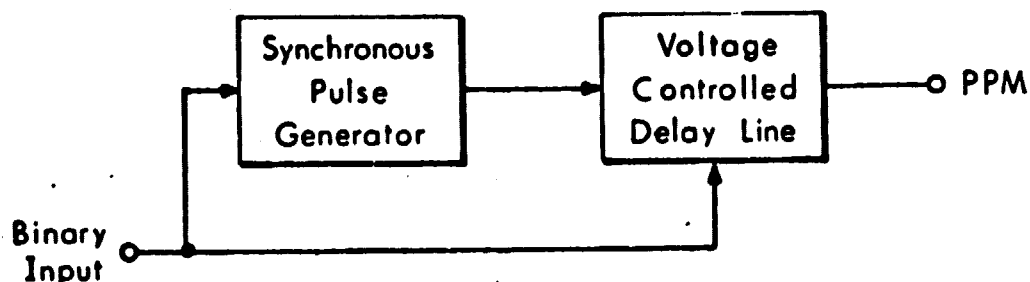 Synchronous
Pulse
Generator
Voltage
Controlled
Delay Line
PPM
Binary
Input